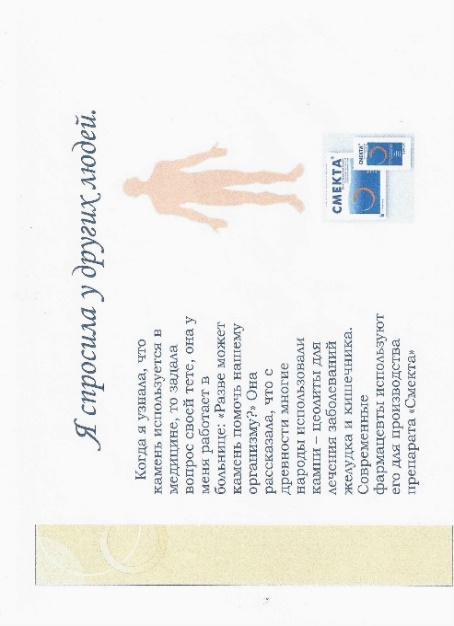 Я спросила у других людей.
Когда я узнала, что
камень используется в
медицине, то задала
вопрос своей тете, она у
меня работает в
больнице: «Разве может
камень помочь нашему
организму?» Она
рассказала, что с
древности многие
народы использовали
кампи – цеолиты для
лечения заболеваний
желудка и кишечника.
Современные
фармацевты используют
его для производства
препарата «Смекта»
СМЕКТА
СМЕКТА